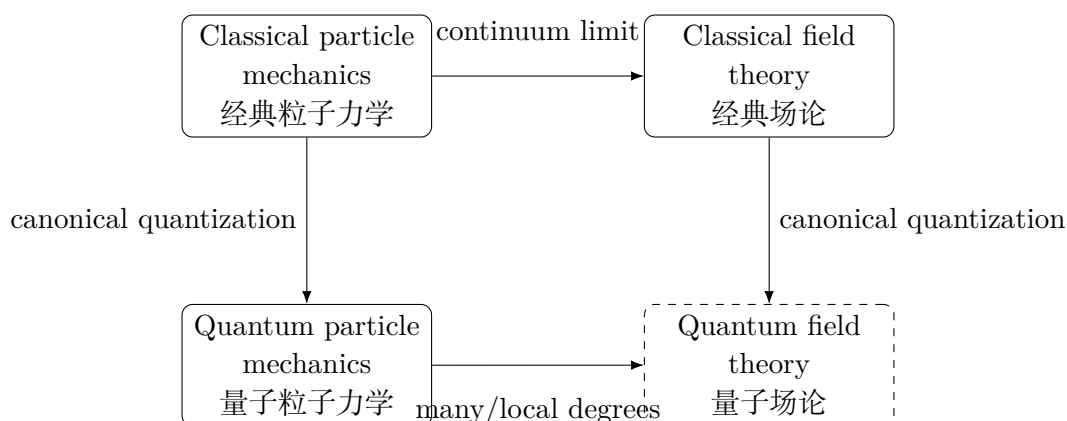 Classical particle
mechanics
经典粒子力学
continuum limit
Classical field
theory
经典场论
canonical quantization
canonical quantization
Quantum particle
mechanics
量子粒子力学
many/local degrees
Quantum field
theory
量子场论